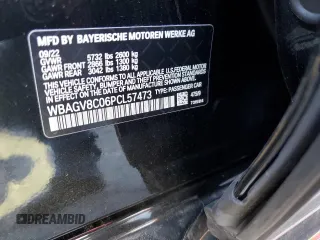 MFD BY BAYERISCHE MOTOREN WERKE AG
09/22
GVWR 5732 lbs 2600 kg
GAWR FRONT 2866 lbs 1300 kg
GAWR REAR 3042 lbs 1380 kg
THIS VEHICLE CONFORMS TO ALL APPLICABLE
FEDERAL MOTOR VEHICLE SAFETY, BUMPER, AND
THEFT PREVENTION STANDARDS IN EFFECT ON THE
DATE OF MANUFACTURE SHOWN ABOVE.
WBAGV8C06PCL57473
TYPE: PASSENGER CAR
475/9
DREAMBID